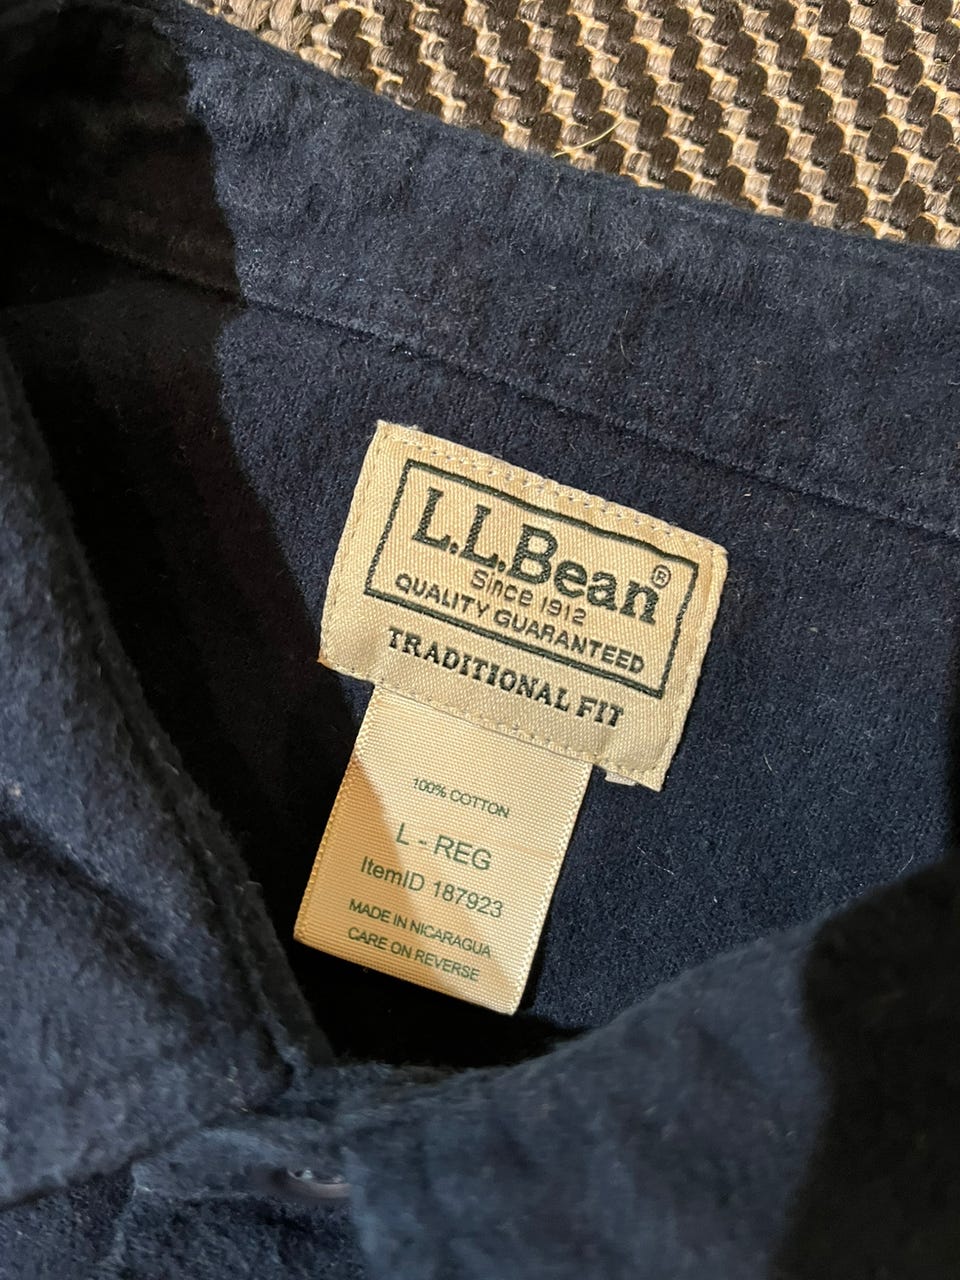 L.L.Bean®
Since 1912
QUALITY GUARANTEED
TRADITIONAL FIT
100% COTTON
L - REG
ItemID 187923
MADE IN NICARAGUA
CARE ON REVERSE